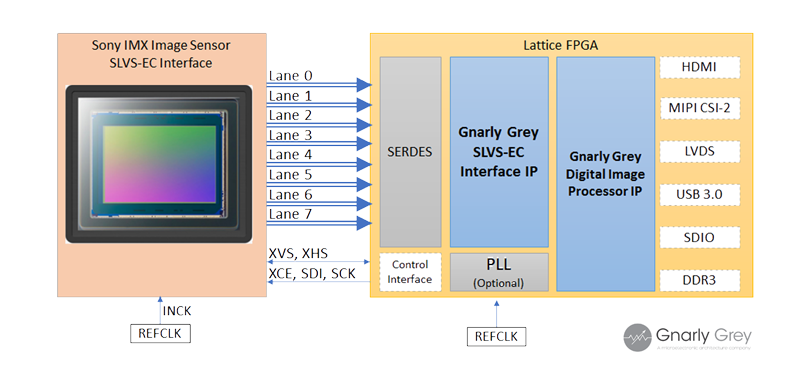 Sony IMX Image Sensor
SLVS-EC Interface
Lane 0
Lane 1
Lane 2
Lane 3
Lane 4
Lane 5
Lane 6
Lane 7
XVS, XHS
XCE, SDI, SCK
INCK
REFCLK
Lattice FPGA
SERDES
Control
Interface
Gnarly Grey
SLVS-EC
Interface IP
PLL
(Optional)
REFCLK
Gnarly Grey
Digital Image
Processor IP
HDMI
MIPI CSI-2
LVDS
USB 3.0
SDIO
DDR3
Gnarly Grey